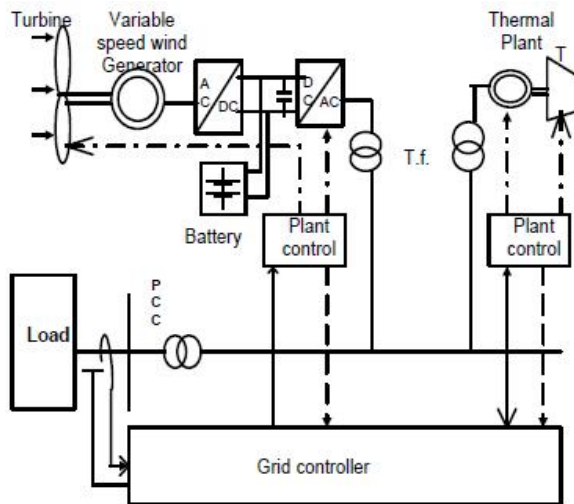 Turbine
Variable
speed wind
Generator
Thermal
Plant
T
A
C
DC
D
C
AC
T.f.
Battery
Plant
control
Plant
control
P
C
C
Load
Grid controller